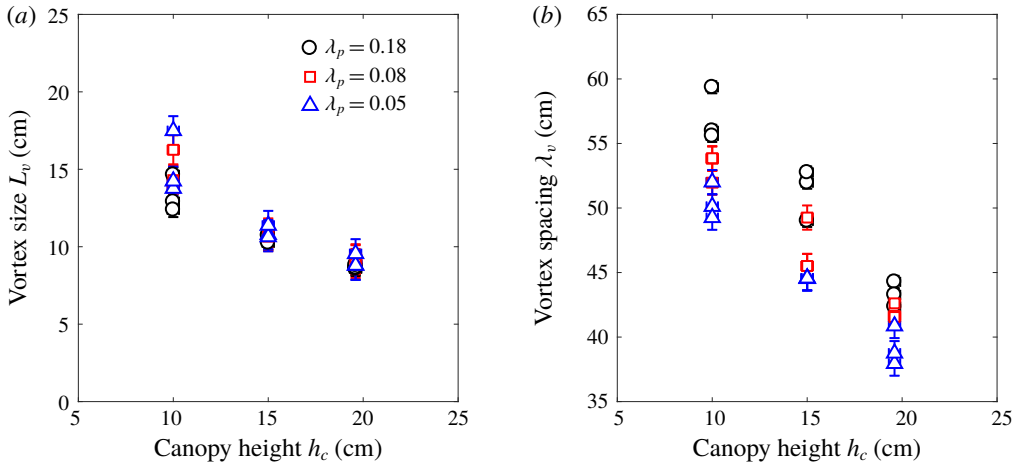 (a)
25
20
15
10
5
0
5 10 15 20 25
Vortex size L_v (cm)
Canopy height h_c (cm)
λ_p = 0.18
λ_p = 0.08
λ_p = 0.05
(b)
65
60
55
50
45
40
35
5 10 15 20 25
Vortex spacing λ_v (cm)
Canopy height h_c (cm)